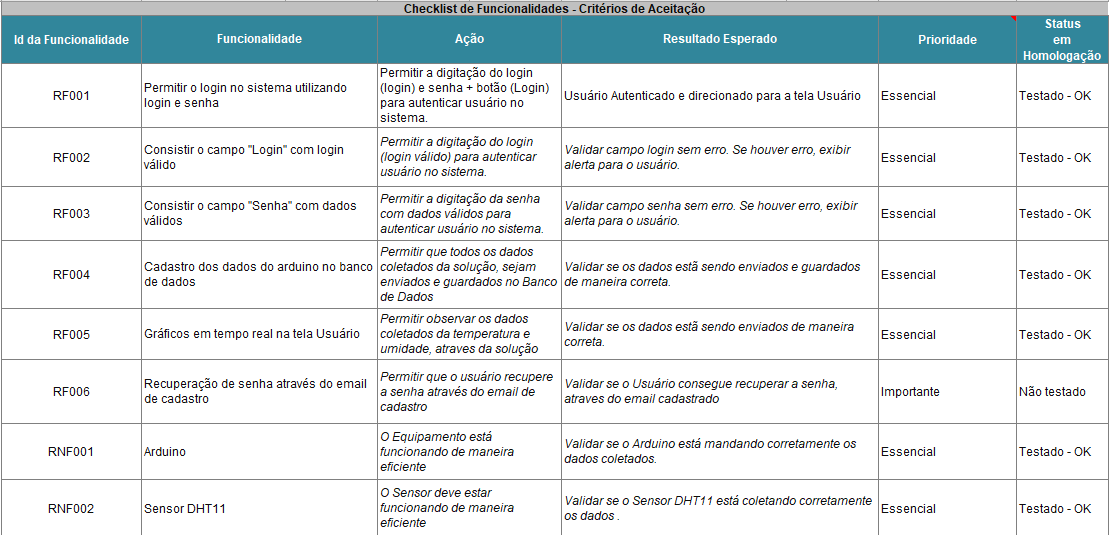 Checklist de Funcionalidades - Critérios de Aceitação
Id da Funcionalidade
Funcionalidade
Ação
Resultado Esperado
Prioridade
Status
em
Homologação
RF001
Permitir o login no sistema utilizando
login e senha
Permitir a digitação do login
(login) e senha + botão (Login)
para autenticar usuário no
sistema.
Usuário Autenticado e direcionado para a tela Usuário
Essencial
Testado - OK
RF002
Consistir o campo "Login" com login
válido
Permitir a digitação do login
(login válido) para autenticar
usuário no sistema.
Validar campo login sem erro. Se houver erro, exibir
alerta para o usuário.
Essencial
Testado - OK
RF003
Consistir o campo "Senha" com dados
válidos
Permitir a digitação da senha
com dados válidos para
autenticar usuário no sistema.
Validar campo senha sem erro. Se houver erro, exibir
alerta para o usuário.
Essencial
Testado - OK
RF004
Cadastro dos dados do arduino no banco
de dados
Permitir que todos os dados
coletados da solução, sejam
enviados e guardados no Banco
de Dados
Validar se os dados estã sendo enviados e guardados
de maneira correta.
Essencial
Testado - OK
RF005
Gráficos em tempo real na tela Usuário
Permitir observar os dados
coletados da temperatura e
umidade, atraves da solução
Validar se os dados estã sendo enviados de maneira
correta.
Essencial
Testado - OK
RF006
Recuperação de senha através do email
de cadastro
Permitir que o usuário recupere
a senha através do email de
cadastro
Validar se o Usuário consegue recuperar a senha,
atraves do email cadastrado
Importante
Não testado
RNF001
Arduino
O Equipamento está
funcionando de maneira
eficiente
Validar se o Arduino está mandando corretamente os
dados coletados.
Essencial
Testado - OK
RNF002
Sensor DHT11
O Sensor deve estar
funcionando de maneira
eficiente
Validar se o Sensor DHT11 está coletando corretamente
os dados .
Essencial
Testado - OK